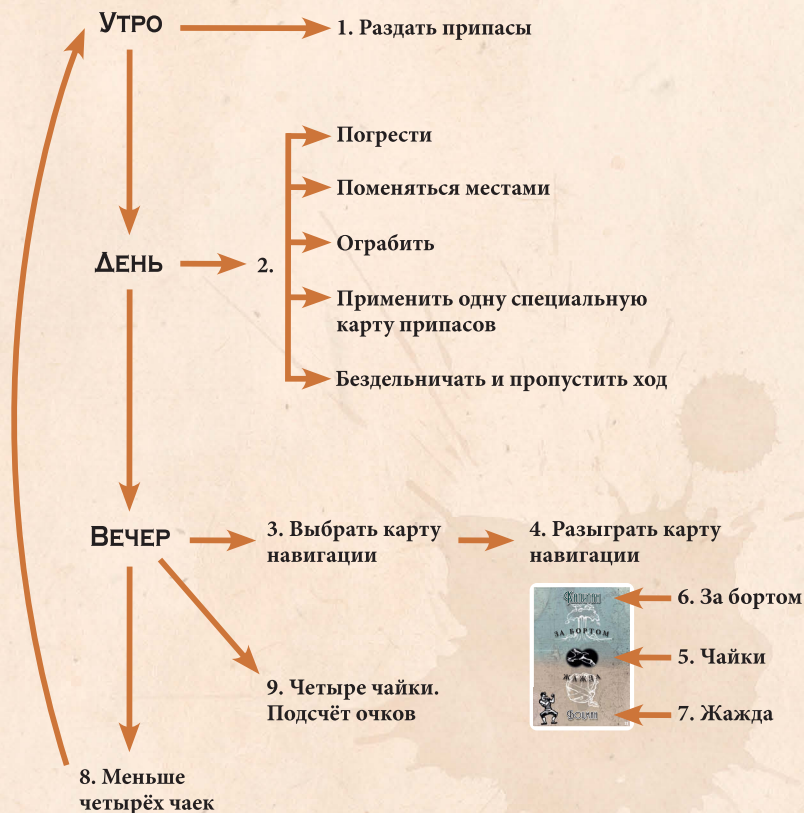 Утро
1. Раздать припасы
Погрести
Поменяться местами
Ограбить
День
2.
Применить одну специальную
карту припасов
Бездельничать и пропустить ход
Вечер
3. Выбрать карту
навигации
4. Разыграть карту
навигации
6. За бортом
ЗА БОРТОМ
5. Чайки
ЖАЖДА
7. Жажда
9. Четыре чайки.
Подсчёт очков
8. Меньше
четырёх чаек